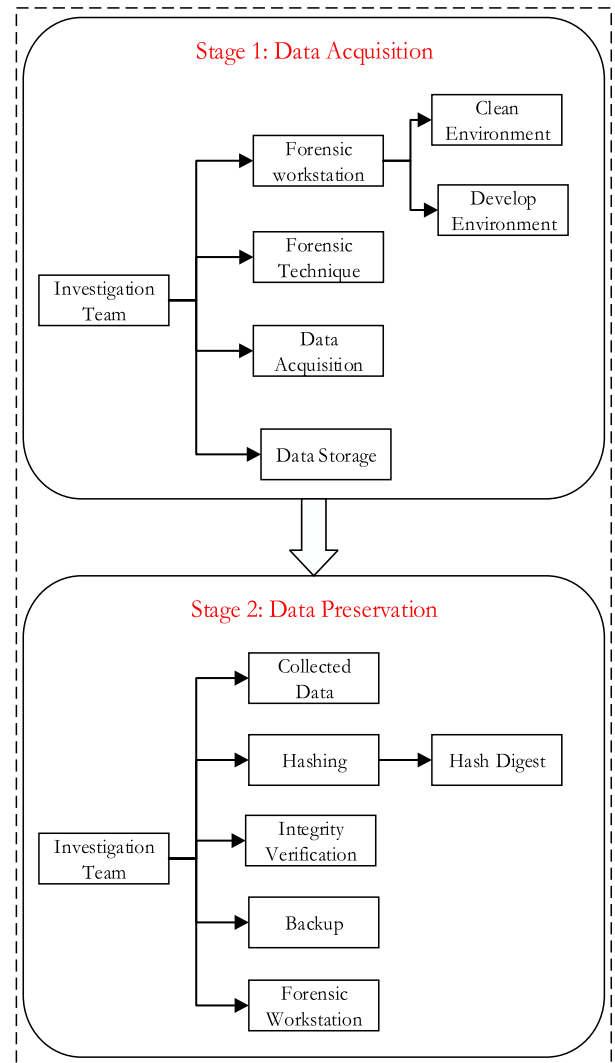 Stage 1: Data Acquisition
Clean
Environment
Forensic
workstation
Develop
Environment
Forensic
Technique
Investigation
Team
Data
Acquisition
Data Storage
Stage 2: Data Preservation
Collected
Data
Hashing
Hash Digest
Integrity
Verification
Investigation
Team
Backup
Forensic
Workstation